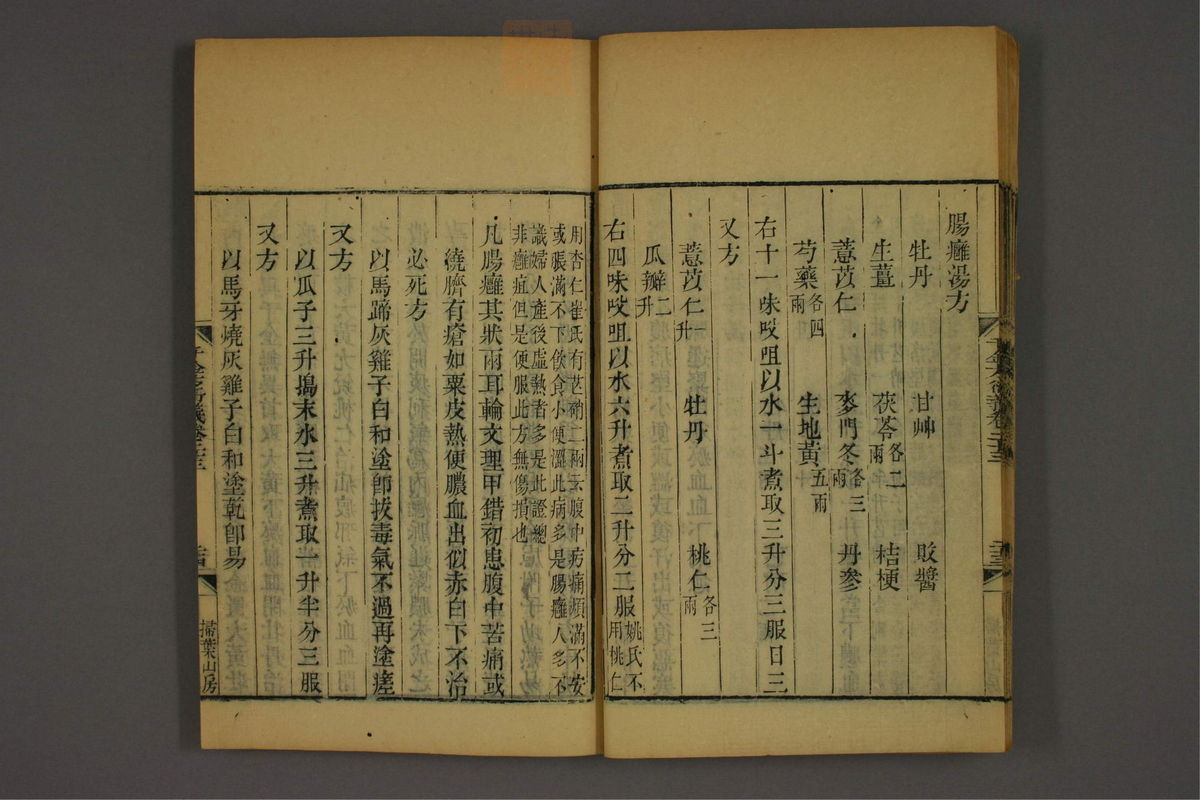 腸癰湯方
牡丹 甘艸 敗醬
生薑 茯苓各二兩 桔梗
薏苡仁 麥門冬各三兩 丹參
芍藥各四兩 生地黃五兩
右十一味㕮咀以水一斗煮取三升分三服日三
又方
薏苡仁一升 牡丹 桃仁各三兩
瓜瓣二升
右四味㕮咀以水六升煮取二升分二服姚氏不用桃仁
用杏仁崔氏有芒硝二兩云腹中㽲痛煩滿不安
或脹滿不下飲食小便澀此病多是腸癰人多不
識婦人產後虛熱者多是此證總
非癰疽但是便服此方無傷損也
凡腸癰其狀兩耳輪文理甲錯初患腹中苦痛或
繞臍有瘡如粟皮熱便膿血出似赤白下不治
必死方
以馬蹄灰雞子白和塗卽拔毒氣不過再塗瘥
又方
以瓜子三升搗末水三升煮取一升半分三服
又方
以馬牙燒灰雞子白和塗乾卽易
掃葉山房